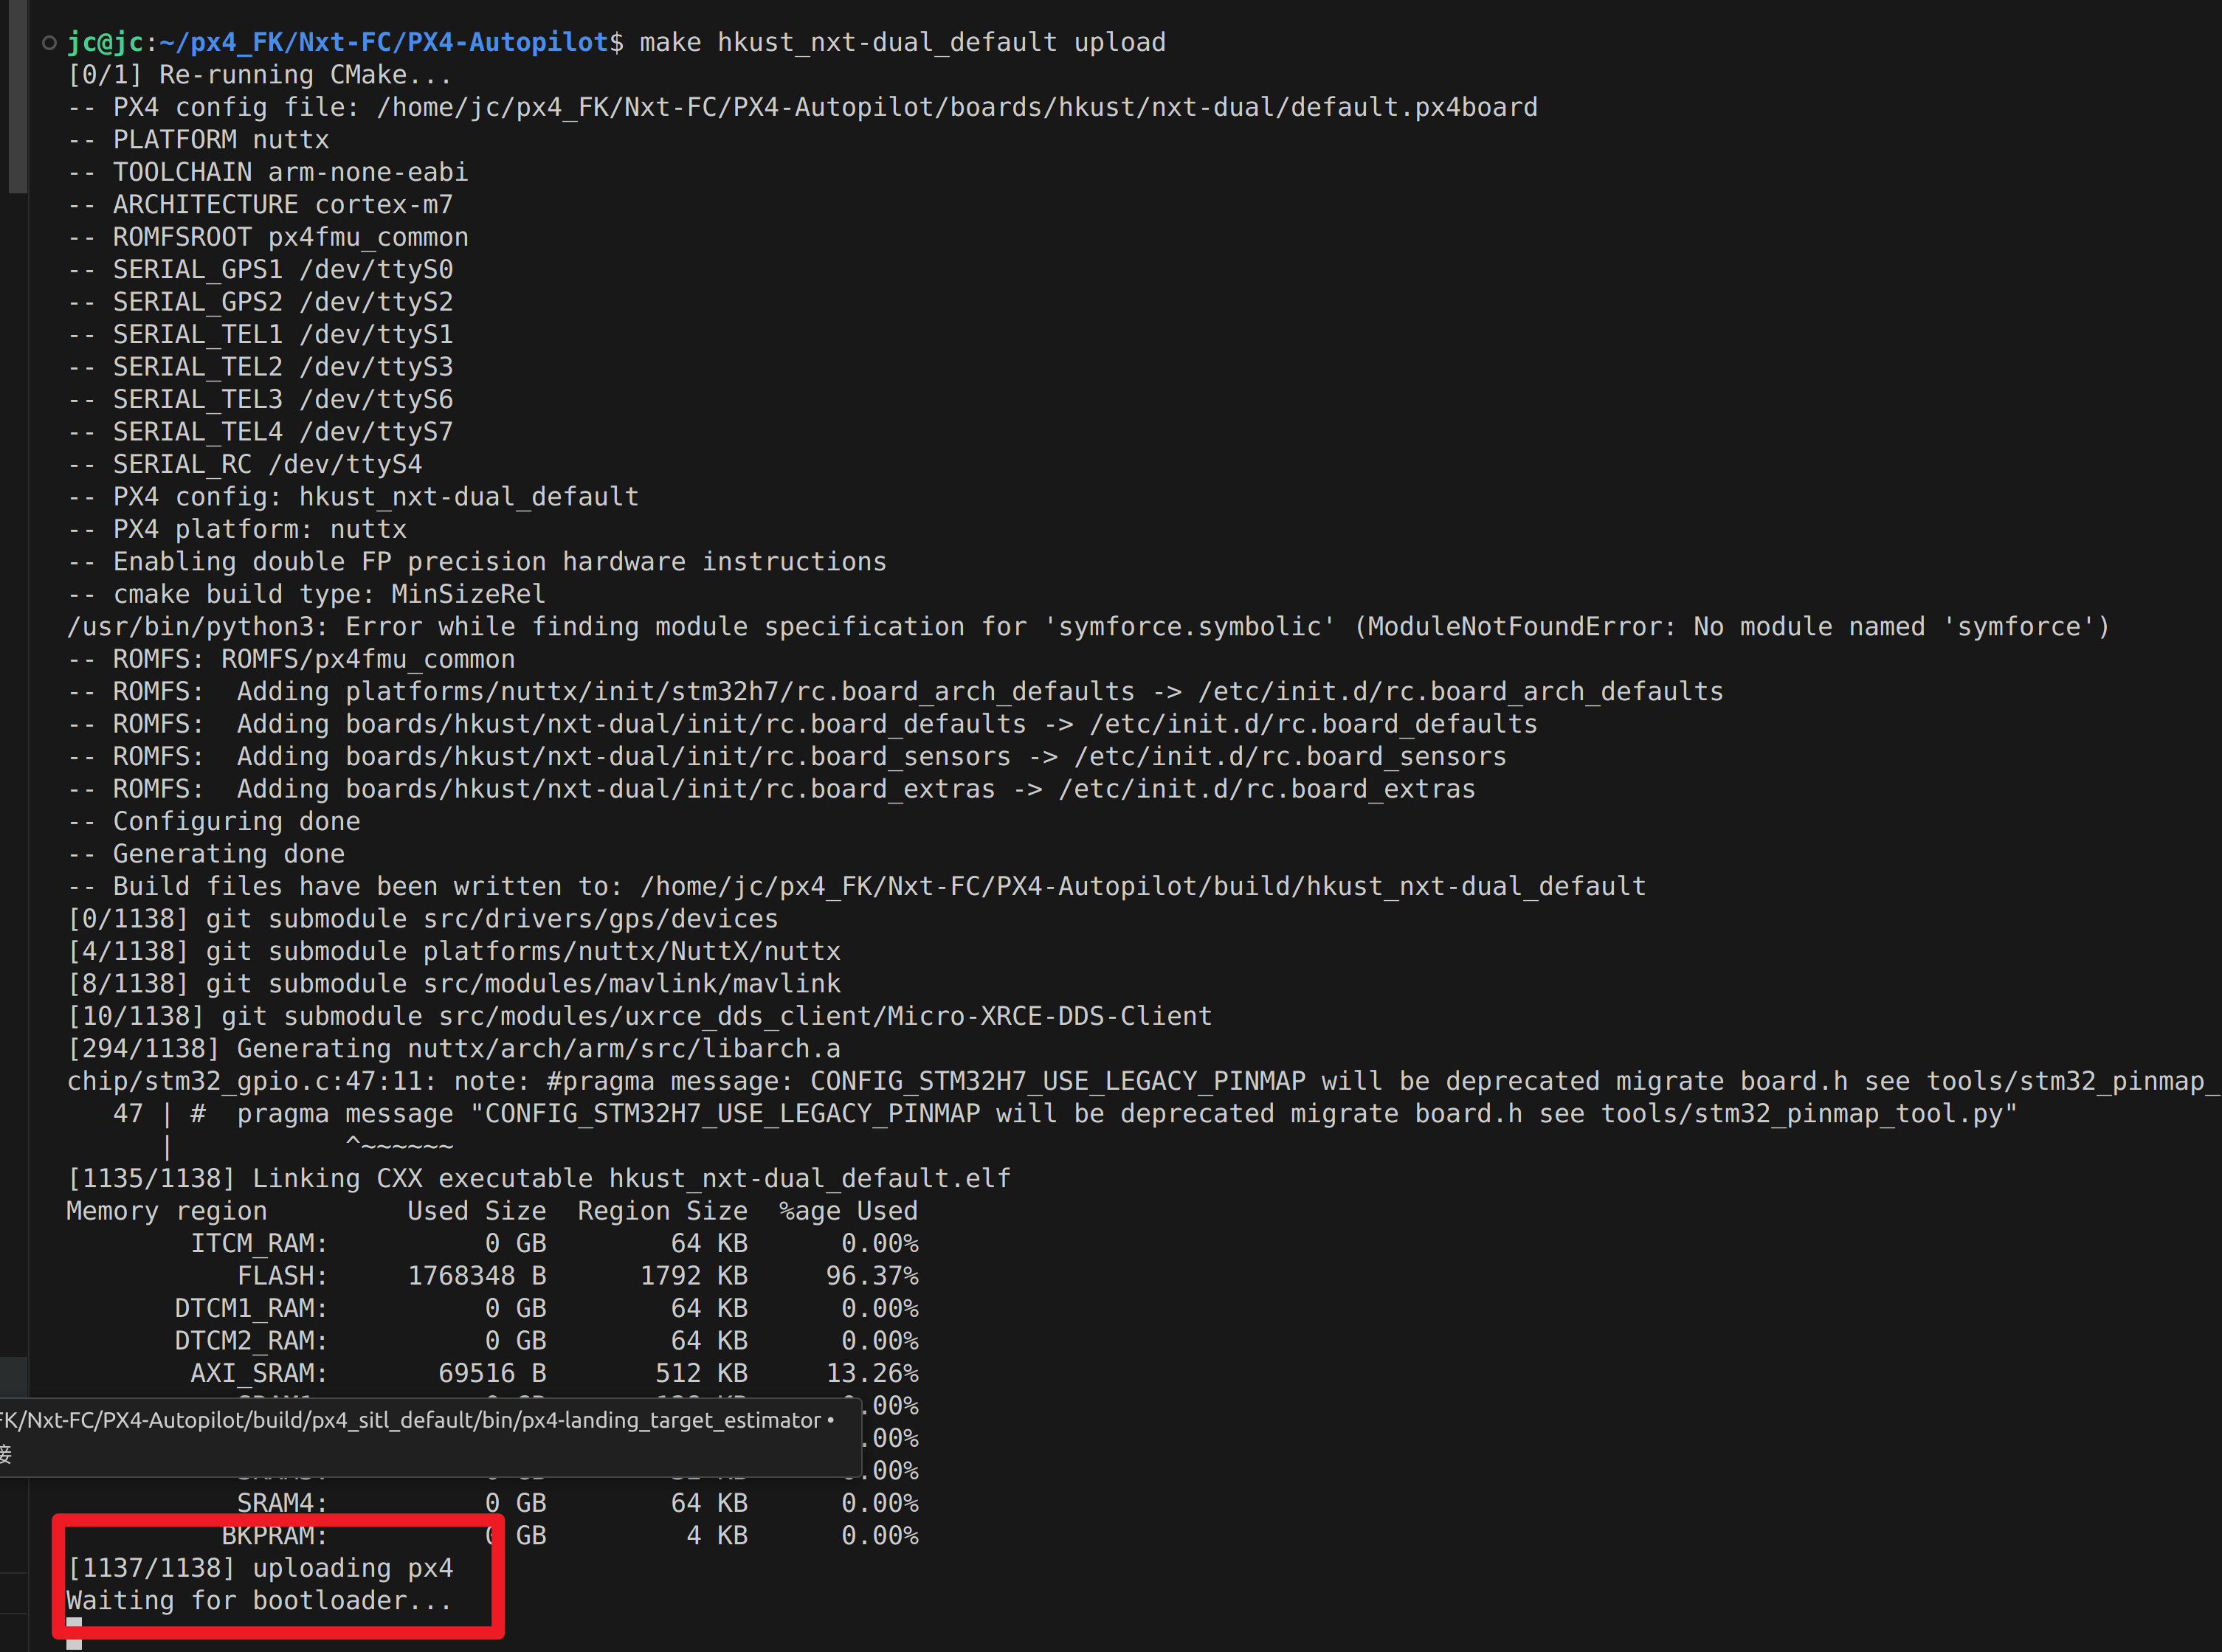 jc@jc:~/px4_FK/Nxt-FC/PX4-Autopilot$ make hkust_nxt-dual_default upload
[0/1] Re-running CMake...
-- PX4 config file: /home/jc/px4_FK/Nxt-FC/PX4-Autopilot/boards/hkust/nxt-dual/default.px4board
-- PLATFORM nuttx
-- TOOLCHAIN arm-none-eabi
-- ARCHITECTURE cortex-m7
-- ROMFSROOT px4fmu_common
-- SERIAL_GPS1 /dev/ttyS0
-- SERIAL_GPS2 /dev/ttyS2
-- SERIAL_TEL1 /dev/ttyS1
-- SERIAL_TEL2 /dev/ttyS3
-- SERIAL_TEL3 /dev/ttyS6
-- SERIAL_TEL4 /dev/ttyS7
-- SERIAL_RC /dev/ttyS4
-- PX4 config: hkust_nxt-dual_default
-- PX4 platform: nuttx
-- Enabling double FP precision hardware instructions
-- cmake build type: MinSizeRel
/usr/bin/python3: Error while finding module specification for 'symforce.symbolic' (ModuleNotFoundError: No module named 'symforce')
-- ROMFS: ROMFS/px4fmu_common
-- ROMFS:  Adding platforms/nuttx/init/stm32h7/rc.board_arch_defaults -> /etc/init.d/rc.board_arch_defaults
-- ROMFS:  Adding boards/hkust/nxt-dual/init/rc.board_defaults -> /etc/init.d/rc.board_defaults
-- ROMFS:  Adding boards/hkust/nxt-dual/init/rc.board_sensors -> /etc/init.d/rc.board_sensors
-- ROMFS:  Adding boards/hkust/nxt-dual/init/rc.board_extras -> /etc/init.d/rc.board_extras
-- Configuring done
-- Generating done
-- Build files have been written to: /home/jc/px4_FK/Nxt-FC/PX4-Autopilot/build/hkust_nxt-dual_default
[0/1138] git submodule src/drivers/gps/devices
[4/1138] git submodule platforms/nuttx/NuttX/nuttx
[8/1138] git submodule src/modules/mavlink/mavlink
[10/1138] git submodule src/modules/uxrce_dds_client/Micro-XRCE-DDS-Client
[294/1138] Generating nuttx/arch/arm/src/libarch.a
chip/stm32_gpio.c:47:11: note: #pragma message: CONFIG_STM32H7_USE_LEGACY_PINMAP will be deprecated migrate board.h see tools/stm32_pinmap_
   47 | #  pragma message "CONFIG_STM32H7_USE_LEGACY_PINMAP will be deprecated migrate board.h see tools/stm32_pinmap_tool.py"
      |           ^~~~~~~
[1135/1138] Linking CXX executable hkust_nxt-dual_default.elf
Memory region         Used Size  Region Size  %age Used
        ITCM_RAM:          0 GB        64 KB      0.00%
           FLASH:     1768348 B      1792 KB     96.37%
       DTCM1_RAM:          0 GB        64 KB      0.00%
       DTCM2_RAM:          0 GB        64 KB      0.00%
        AXI_SRAM:       69516 B       512 KB     13.26%
.00%
FK/Nxt-FC/PX4-Autopilot/build/px4_sitl_default/bin/px4-landing_target_estimator •
.00%
接
.00%
           SRAM4:          0 GB        64 KB      0.00%
          BKPRAM:          0 GB         4 KB      0.00%
[1137/1138] uploading px4
Waiting for bootloader...